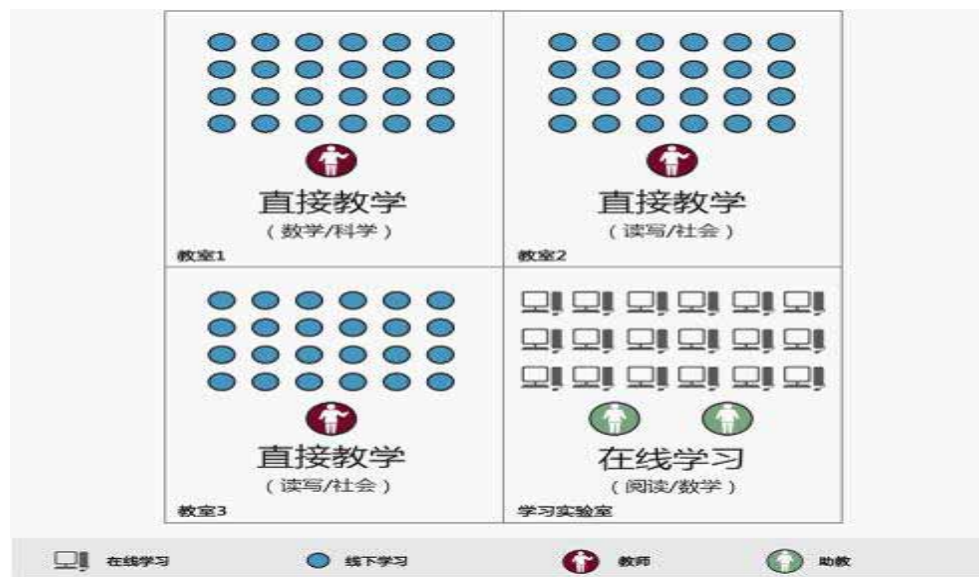 直接教学
（数学/科学）
教室1
直接教学
（读写/社会）
教室2
直接教学
（读写/社会）
教室3
在线学习
（阅读/数学）
学习实验室
在线学习
线下学习
教师
助教